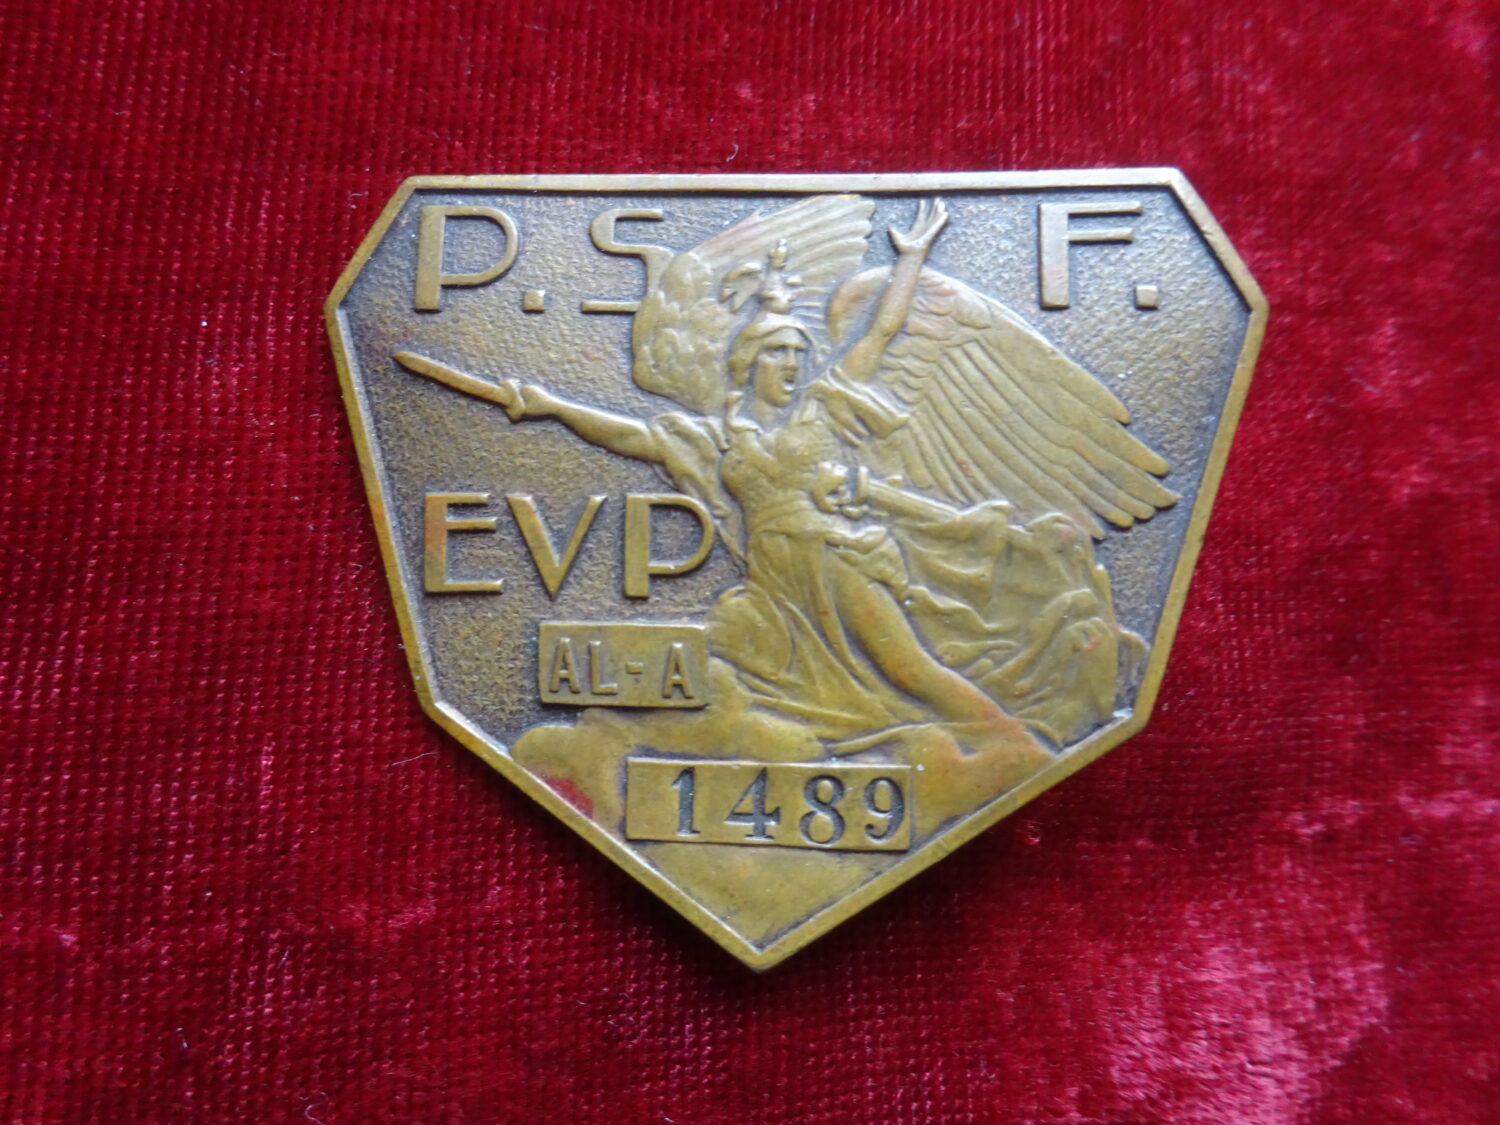 P.S F.
EVP
AL-A
1489